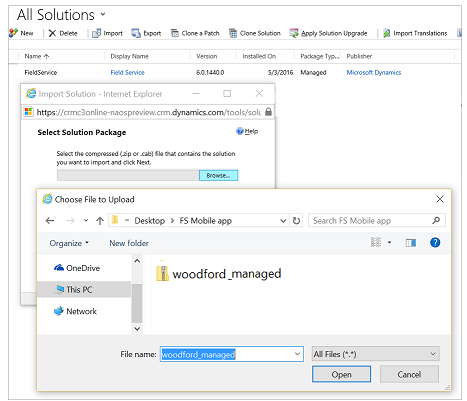 All Solutions
New Delete Import Export Clone a Patch Clone Solution Apply Solution Upgrade Import Translations
Name Display Name Version Installed On Package Typ... Publisher
FieldService Field Service 6.0.1440.0 5/3/2016 Managed Microsoft Dynamics
Import Solution - Internet Explorer
https://crmc3online-naospreview.crm.dynamics.com/tools/solu
Select Solution Package
Help
Select the compressed (.zip or .cab) file that contains the solution
you want to import and click Next.
Browse...
Choose File to Upload
« Desktop > FS Mobile app
Search FS Mobile app
Organize New folder
OneDrive
This PC
Network
woodford_managed
File name: woodford_managed All Files (*.*)
Open Cancel